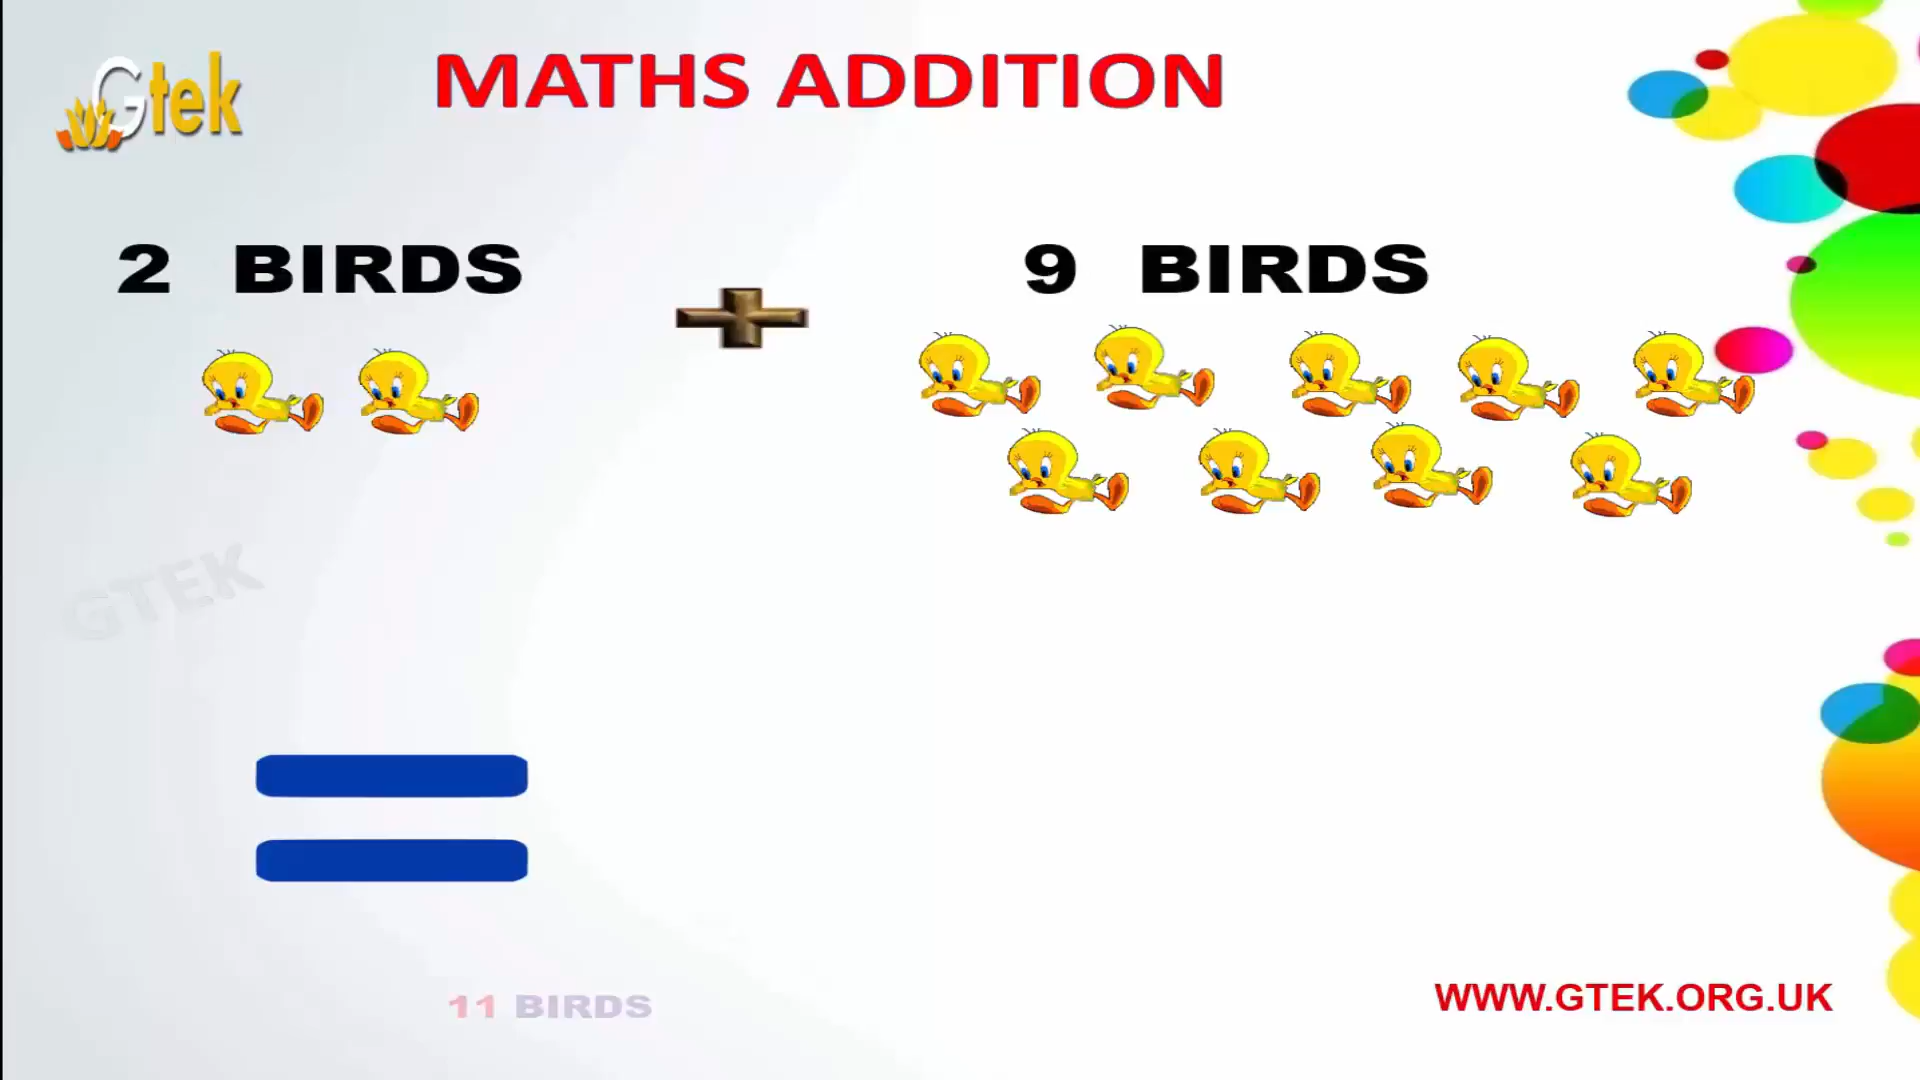 Gtek
MATHS ADDITION
2 BIRDS
9 BIRDS
GTEK
11 BIRDS
WWW.GTEK.ORG.UK